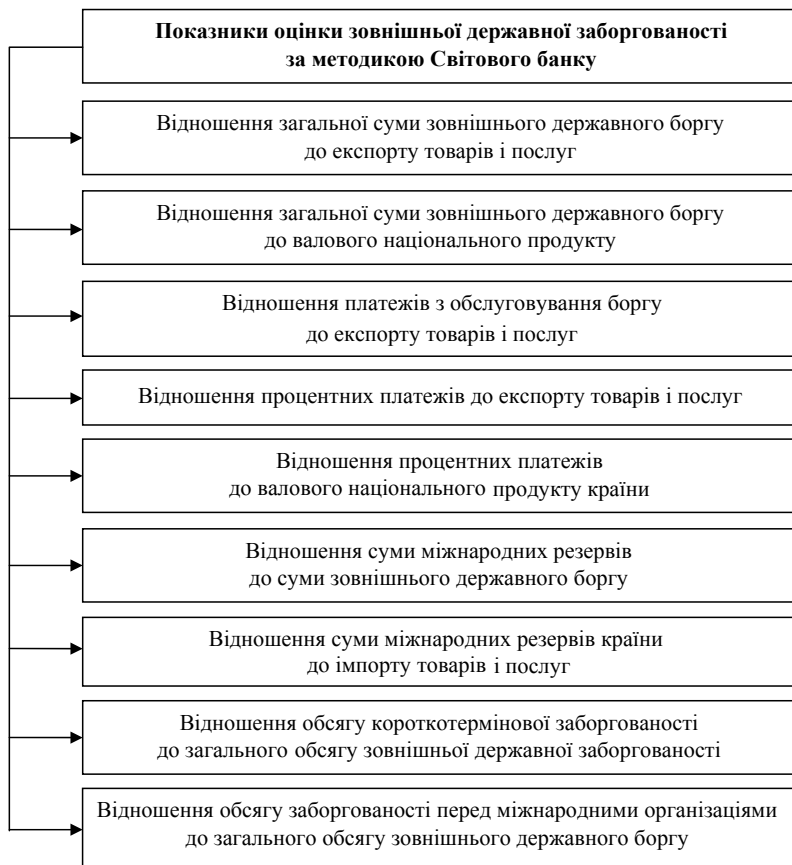 Показники оцінки зовнішньої державної заборгованості
за методикою Світового банку
Відношення загальної суми зовнішнього державного боргу
до експорту товарів і послуг
Відношення загальної суми зовнішнього державного боргу
до валового національного продукту
Відношення платежів з обслуговування боргу
до експорту товарів і послуг
Відношення процентних платежів до експорту товарів і послуг
Відношення процентних платежів
до валового національного продукту країни
Відношення суми міжнародних резервів
до суми зовнішнього державного боргу
Відношення суми міжнародних резервів країни
до імпорту товарів і послуг
Відношення обсягу короткотермінової заборгованості
до загального обсягу зовнішньої державної заборгованості
Відношення обсягу заборгованості перед міжнародними організаціями
до загального обсягу зовнішнього державного боргу